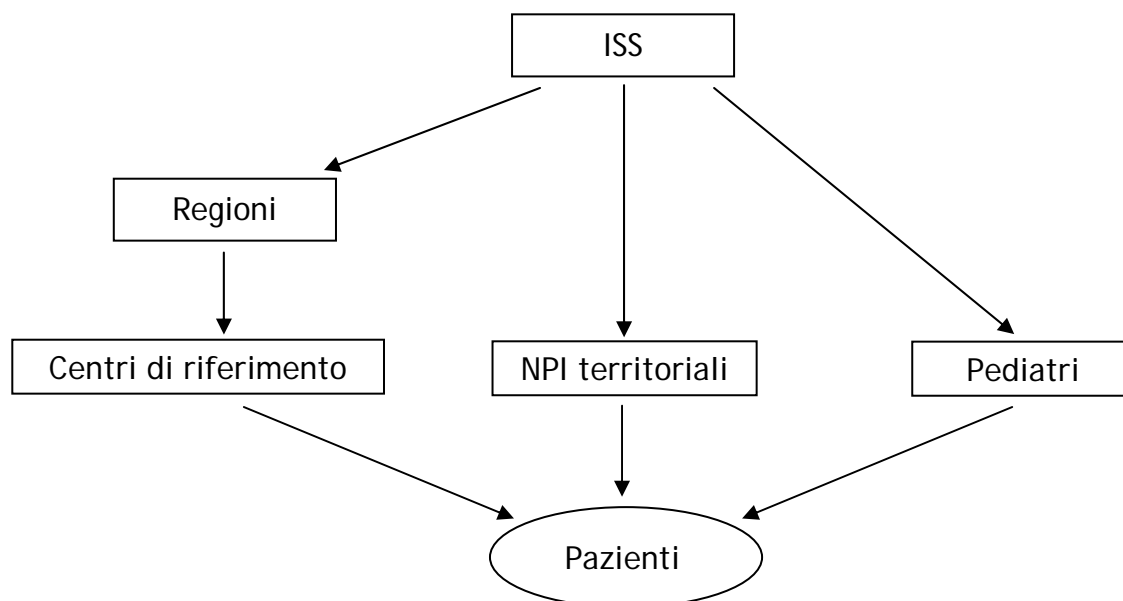 ISS
Regioni
Centri di riferimento
NPI territoriali
Pediatri
Pazienti